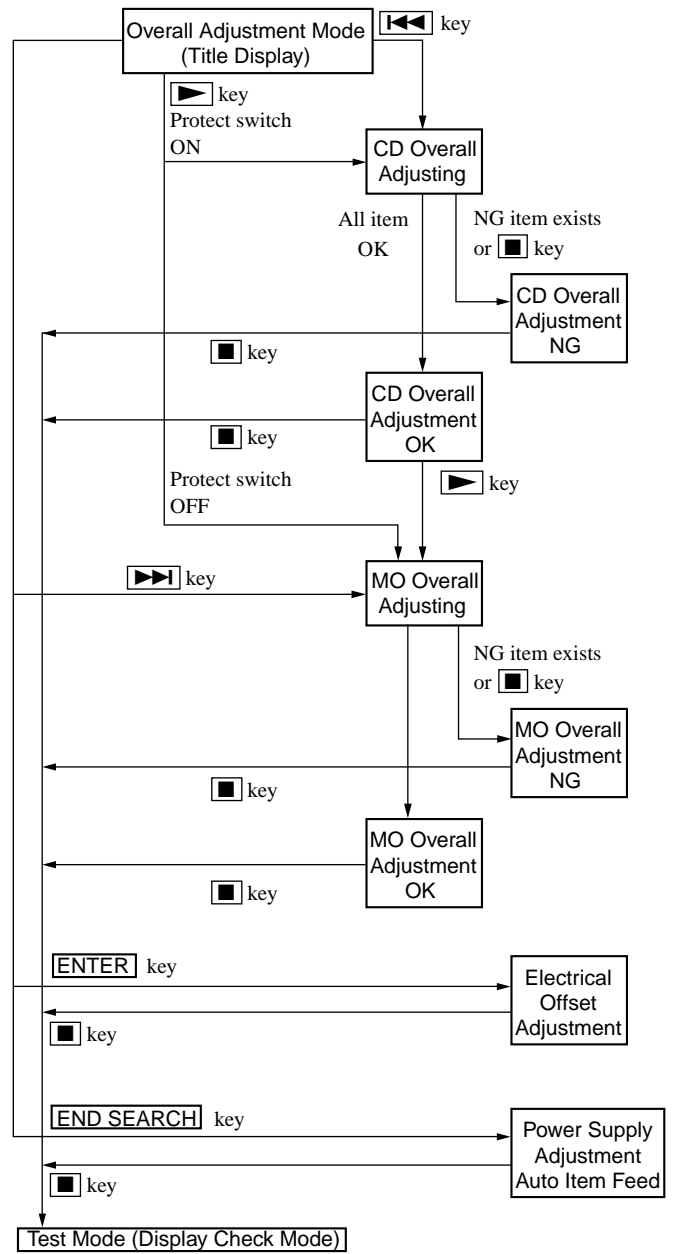 Overall Adjustment Mode
(Title Display)
key
key
Protect switch
ON
CD Overall
Adjusting
All item
OK
NG item exists
or key
CD Overall
Adjustment
NG
key
CD Overall
Adjustment
OK
key
key
Protect switch
OFF
key
MO Overall
Adjusting
NG item exists
or key
MO Overall
Adjustment
NG
key
MO Overall
Adjustment
OK
key
ENTER key
Electrical
Offset
Adjustment
key
END SEARCH key
Power Supply
Adjustment
Auto Item Feed
key
Test Mode (Display Check Mode)